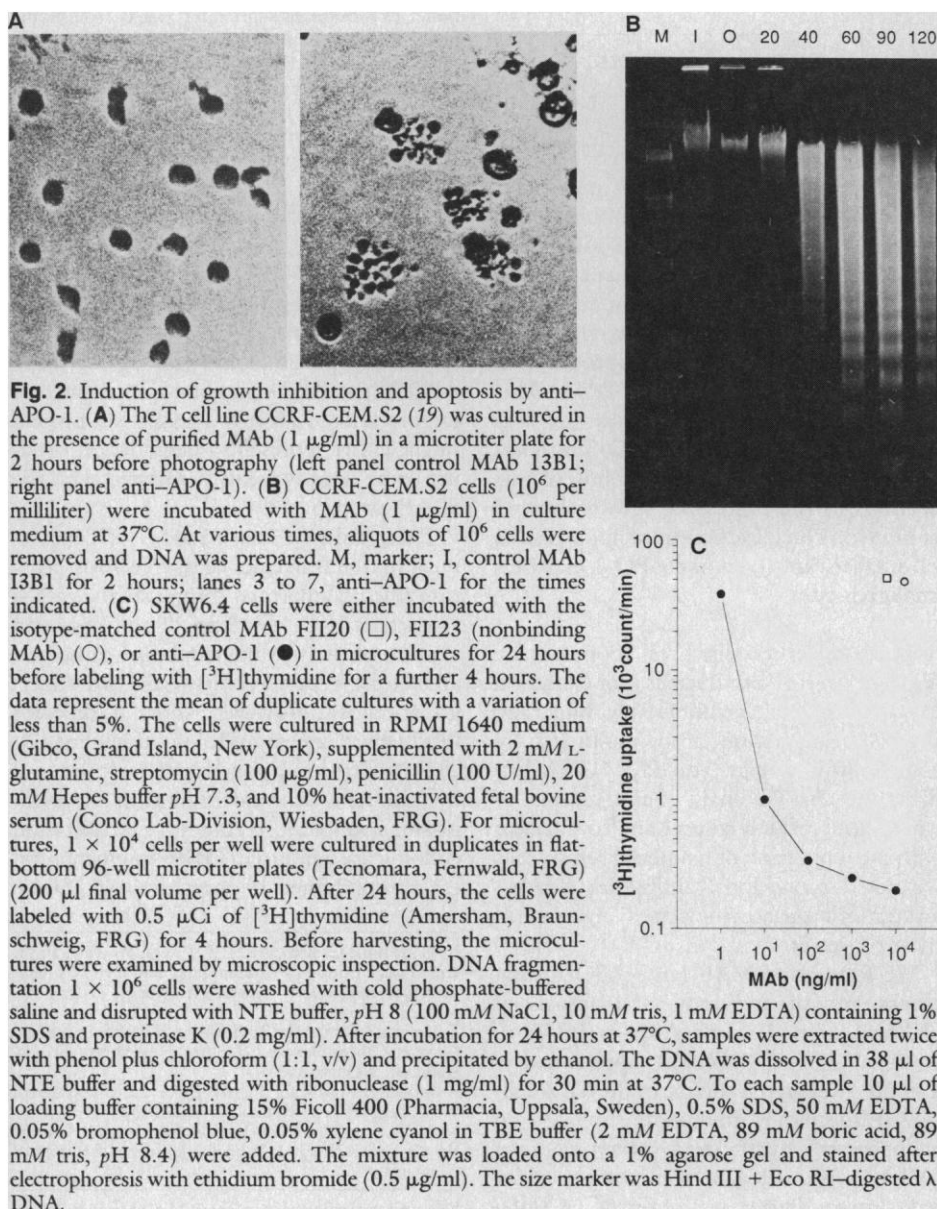 A
B
M I O 20 40 60 90 120
Fig. 2. Induction of growth inhibition and apoptosis by anti–
APO-1. (A) The T cell line CCRF-CEM.S2 (19) was cultured in
the presence of purified MAb (1 μg/ml) in a microtiter plate for
2 hours before photography (left panel control MAb 13B1;
right panel anti–APO-1). (B) CCRF-CEM.S2 cells (10⁶ per
milliliter) were incubated with MAb (1 μg/ml) in culture
medium at 37°C. At various times, aliquots of 10⁶ cells were
removed and DNA was prepared. M, marker; I, control MAb
I3B1 for 2 hours; lanes 3 to 7, anti–APO-1 for the times
indicated. (C) SKW6.4 cells were either incubated with the
isotype-matched control MAb FII20 (□), FII23 (nonbinding
MAb) (○), or anti–APO-1 (●) in microcultures for 24 hours
before labeling with [³H]thymidine for a further 4 hours. The
data represent the mean of duplicate cultures with a variation of
less than 5%. The cells were cultured in RPMI 1640 medium
(Gibco, Grand Island, New York), supplemented with 2 mM L-
glutamine, streptomycin (100 μg/ml), penicillin (100 U/ml), 20
mM Hepes buffer pH 7.3, and 10% heat-inactivated fetal bovine
serum (Conco Lab-Division, Wiesbaden, FRG). For microcul-
tures, 1 × 10⁴ cells per well were cultured in duplicates in flat-
bottom 96-well microtiter plates (Tecnomara, Fernwald, FRG)
(200 μl final volume per well). After 24 hours, the cells were
labeled with 0.5 μCi of [³H]thymidine (Amersham, Braun-
schweig, FRG) for 4 hours. Before harvesting, the microcul-
tures were examined by microscopic inspection. DNA fragmen-
tation 1 × 10⁶ cells were washed with cold phosphate-buffered
saline and disrupted with NTE buffer, pH 8 (100 mM NaC1, 10 mM tris, 1 mM EDTA) containing 1%
SDS and proteinase K (0.2 mg/ml). After incubation for 24 hours at 37°C, samples were extracted twice
with phenol plus chloroform (1:1, v/v) and precipitated by ethanol. The DNA was dissolved in 38 μl of
NTE buffer and digested with ribonuclease (1 mg/ml) for 30 min at 37°C. To each sample 10 μl of
loading buffer containing 15% Ficoll 400 (Pharmacia, Uppsala, Sweden), 0.5% SDS, 50 mM EDTA,
0.05% bromophenol blue, 0.05% xylene cyanol in TBE buffer (2 mM EDTA, 89 mM boric acid, 89
mM tris, pH 8.4) were added. The mixture was loaded onto a 1% agarose gel and stained after
electrophoresis with ethidium bromide (0.5 μg/ml). The size marker was Hind III + Eco RI–digested λ
DNA.
C
[³H]thymidine uptake (10³count/min)
100
10
1
0.1
1 10¹ 10² 10³ 10⁴
MAb (ng/ml)